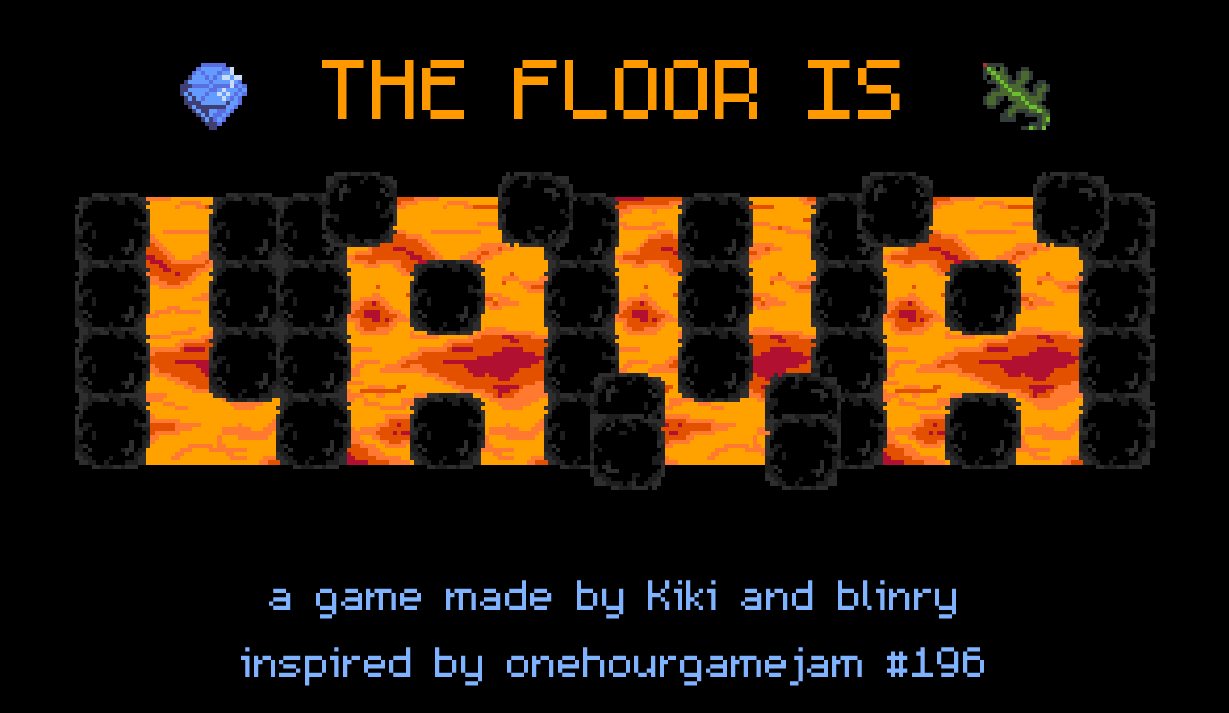 THE FLOOR IS
LAVA
a game made by Kiki and blinry
inspired by onehourgamejam #196